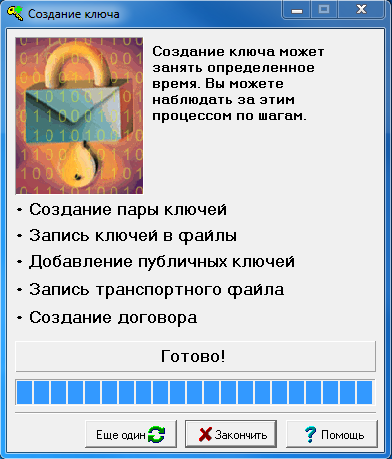 Создание ключа
Создание ключа может
занять определенное
время. Вы можете
наблюдать за этим
процессом по шагам.
• Создание пары ключей
• Запись ключей в файлы
• Добавление публичных ключей
• Запись транспортного файла
• Создание договора
Готово!
Еще один
Закончить
Помощь